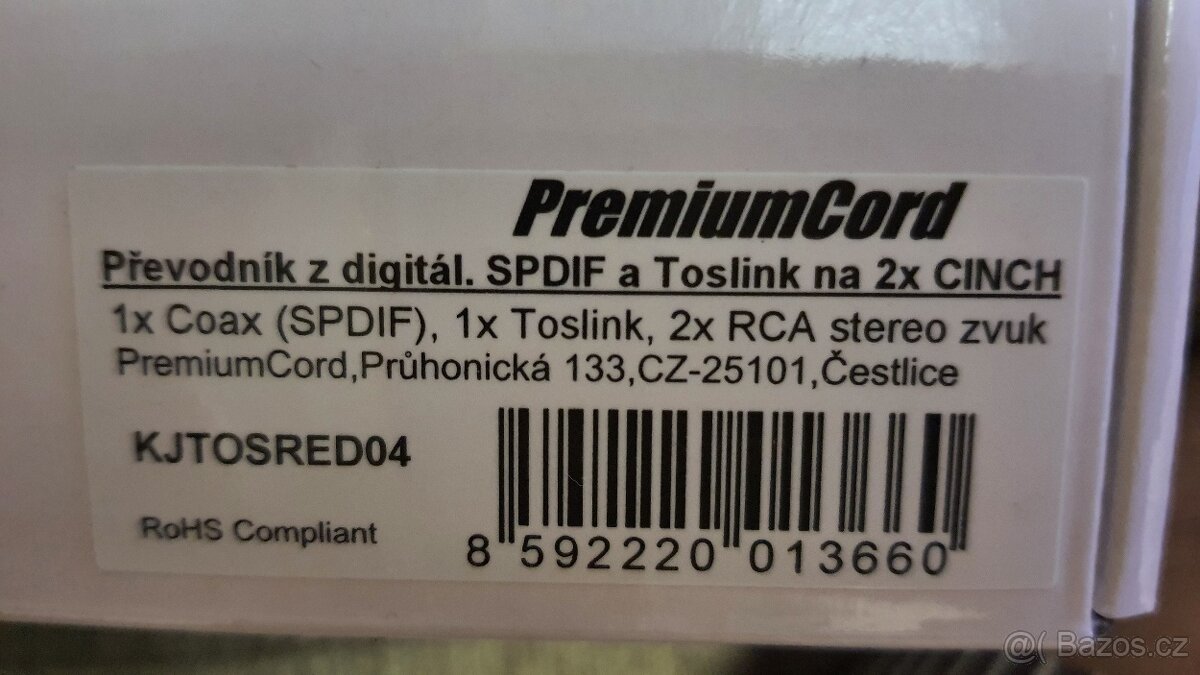 PremiumCord
Převodník z digitál. SPDIF a Toslink na 2x CINCH
1x Coax (SPDIF), 1x Toslink, 2x RCA stereo zvuk
PremiumCord,Průhonická 133,CZ-25101,Čestlice
KJTOSRED04
RoHS Compliant
8 592220 013660
@( Bazos.cz